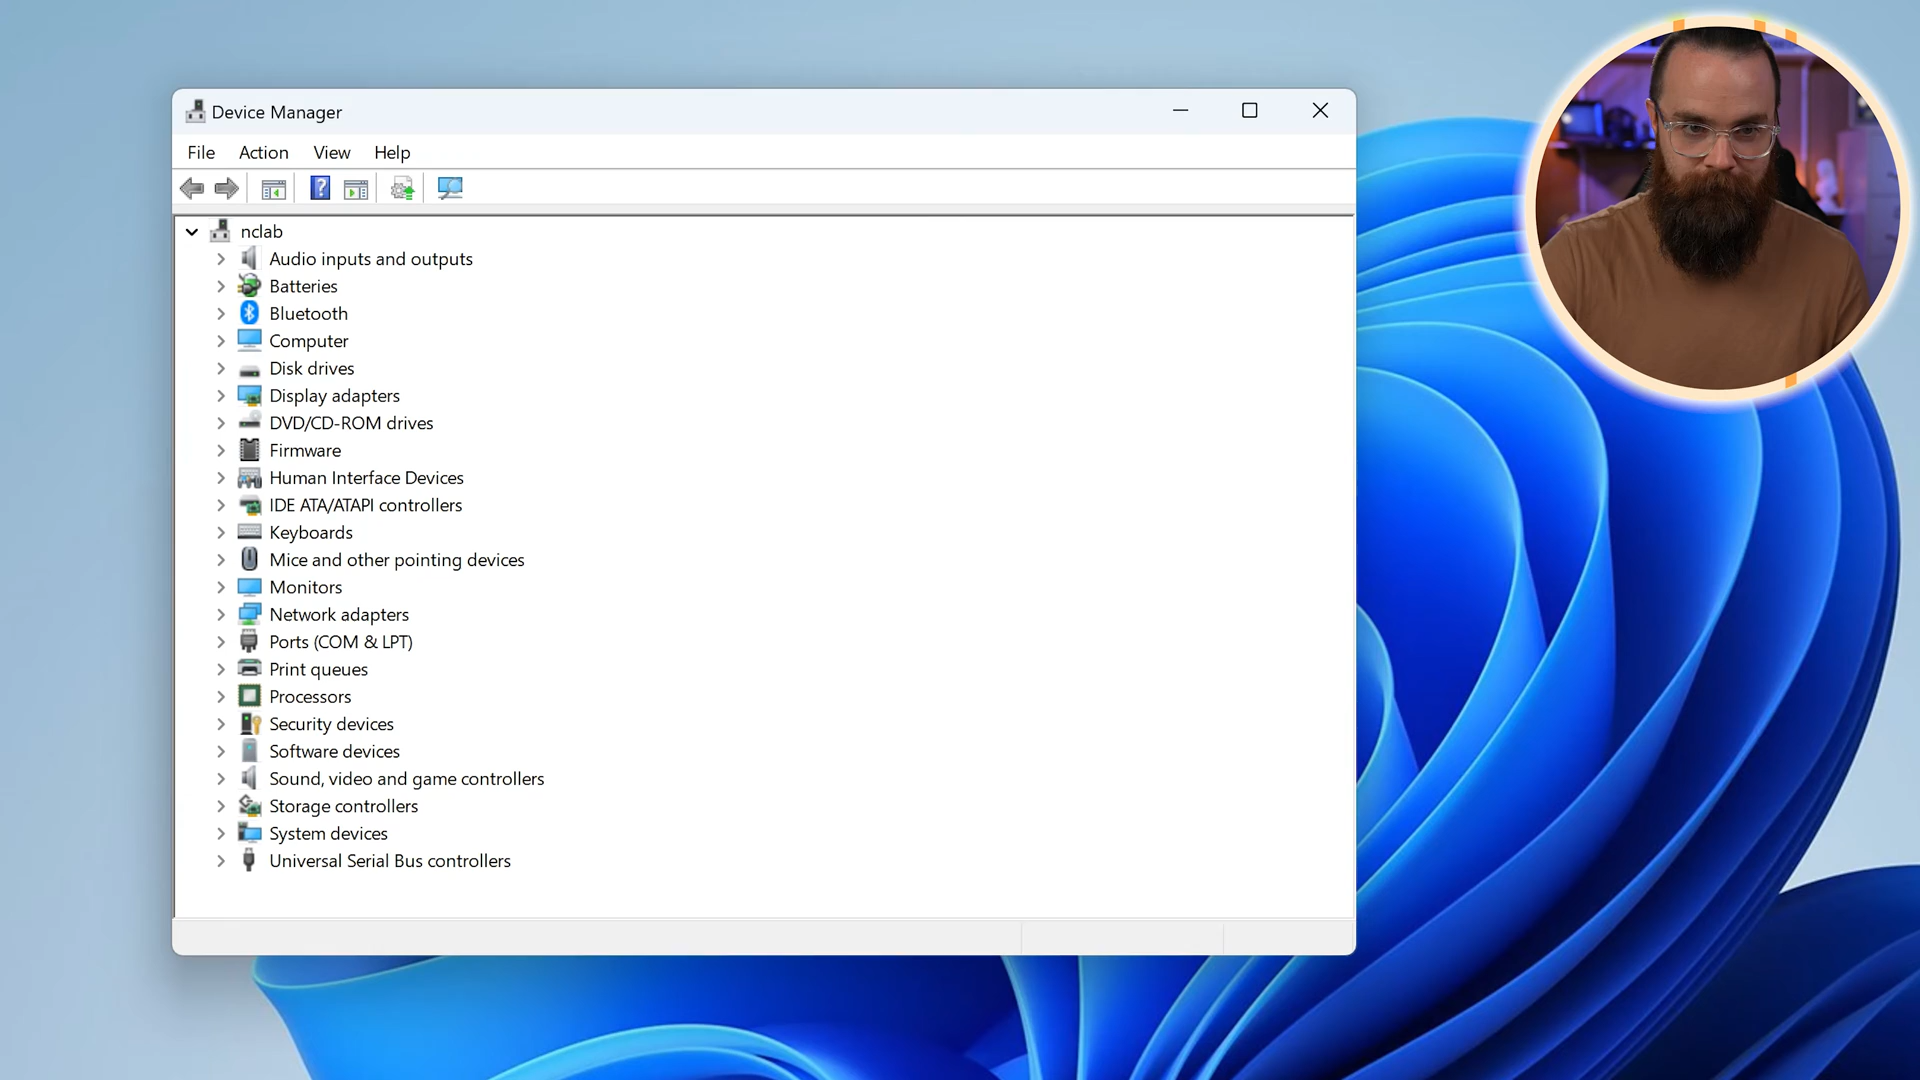 Device Manager
File Action View Help
nclab
Audio inputs and outputs
Batteries
Bluetooth
Computer
Disk drives
Display adapters
DVD/CD-ROM drives
Firmware
Human Interface Devices
IDE ATA/ATAPI controllers
Keyboards
Mice and other pointing devices
Monitors
Network adapters
Ports (COM & LPT)
Print queues
Processors
Security devices
Software devices
Sound, video and game controllers
Storage controllers
System devices
Universal Serial Bus controllers